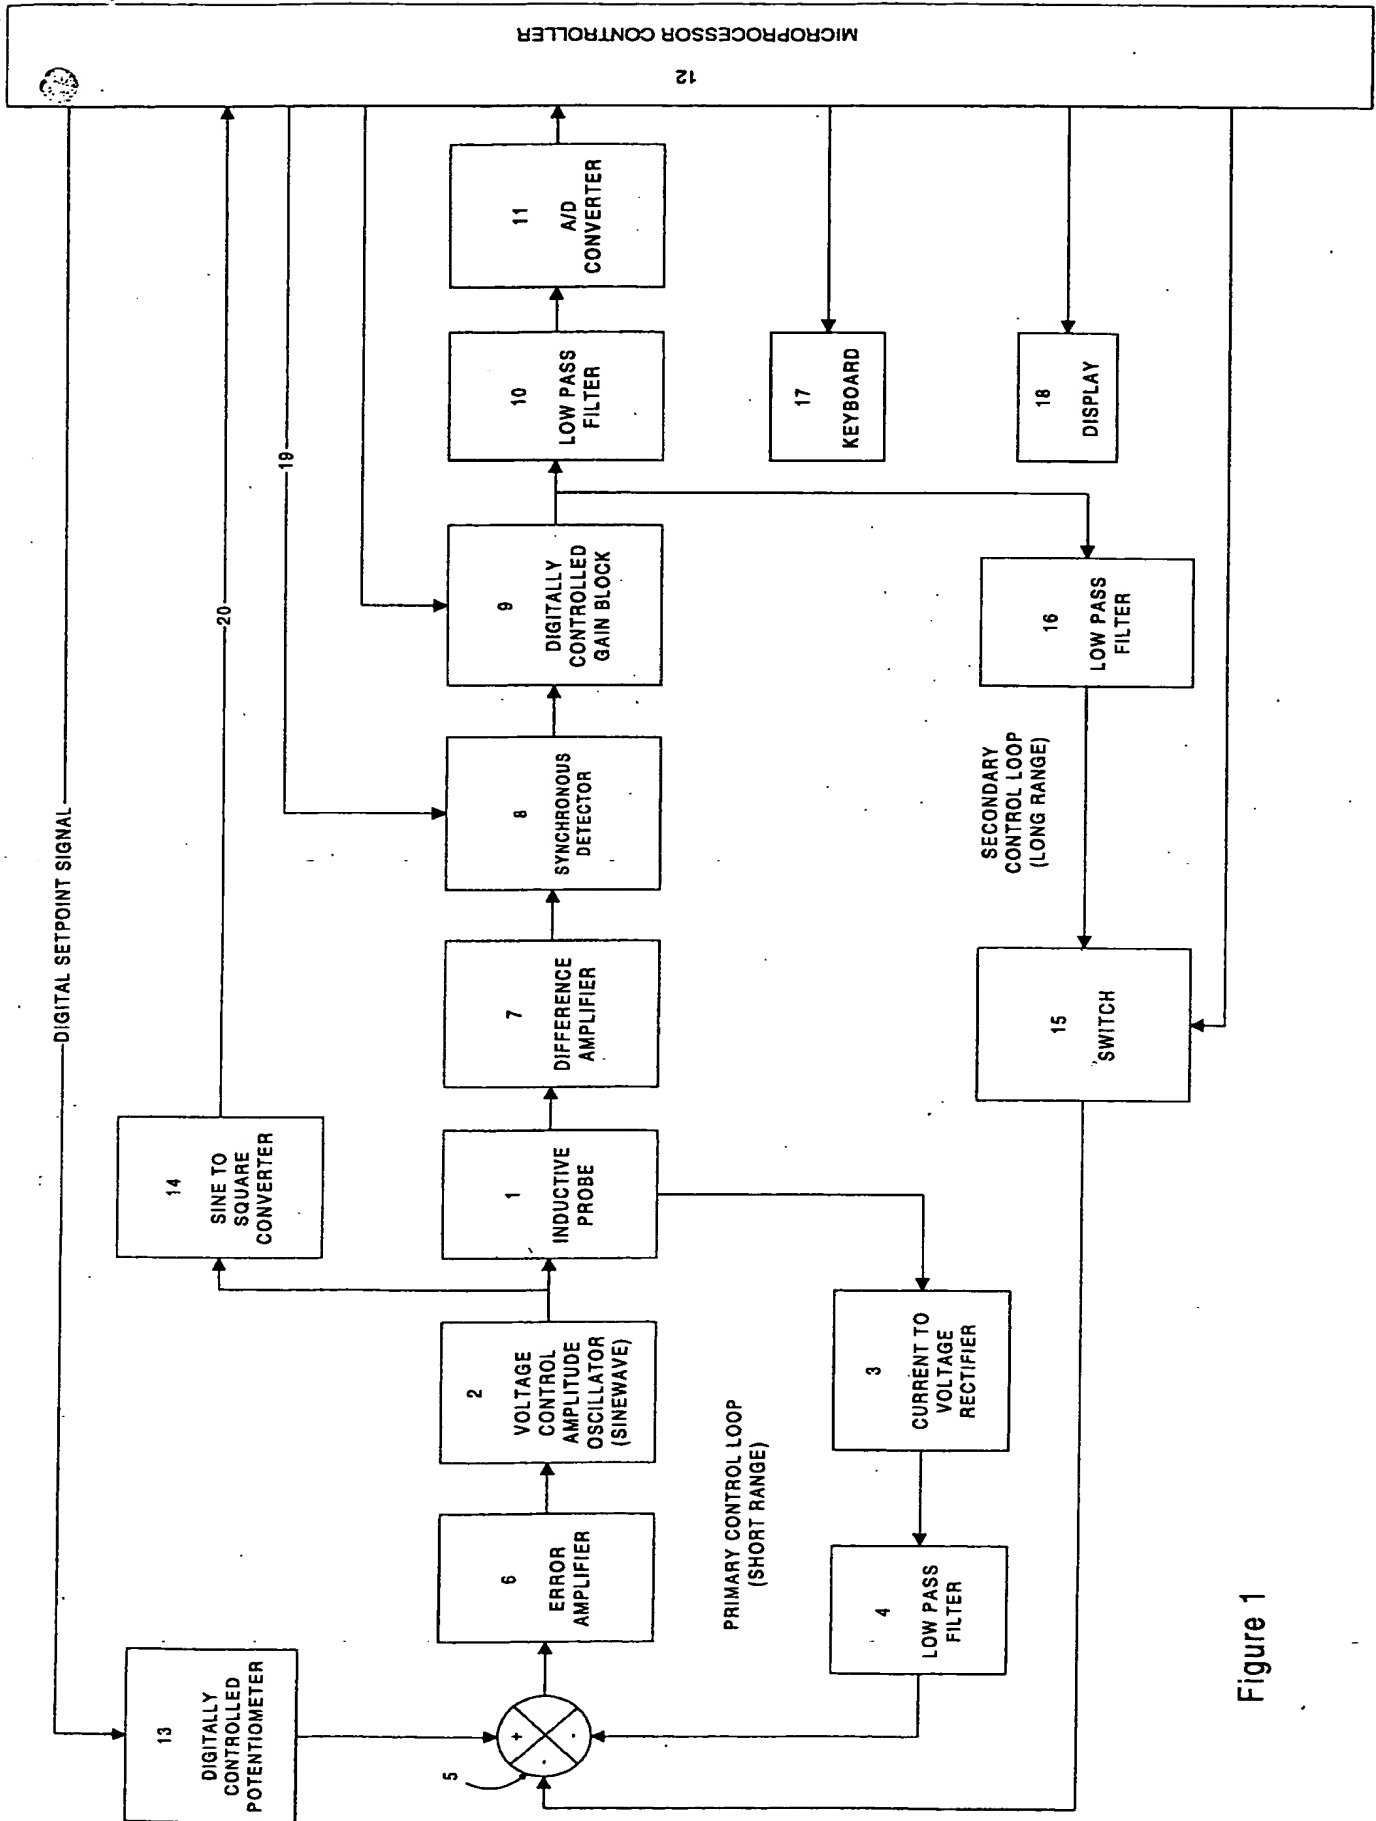 DIGITAL SETPOINT SIGNAL
20
19
12
MICROPROCESSOR CONTROLLER
13
DIGITALLY
CONTROLLED
POTENTIOMETER
14
SINE TO
SQUARE
CONVERTER
5
+
-
-
6
ERROR
AMPLIFIER
2
VOLTAGE
CONTROL
AMPLITUDE
OSCILLATOR
(SINEWAVE)
1
INDUCTIVE
PROBE
7
DIFFERENCE
AMPLIFIER
8
SYNCHRONOUS
DETECTOR
9
DIGITALLY
CONTROLLED
GAIN BLOCK
10
LOW PASS
FILTER
11
A/D
CONVERTER
PRIMARY CONTROL LOOP
(SHORT RANGE)
4
LOW PASS
FILTER
3
CURRENT TO
VOLTAGE
RECTIFIER
17
KEYBOARD
18
DISPLAY
SECONDARY
CONTROL LOOP
(LONG RANGE)
15
SWITCH
16
LOW PASS
FILTER
Figure 1